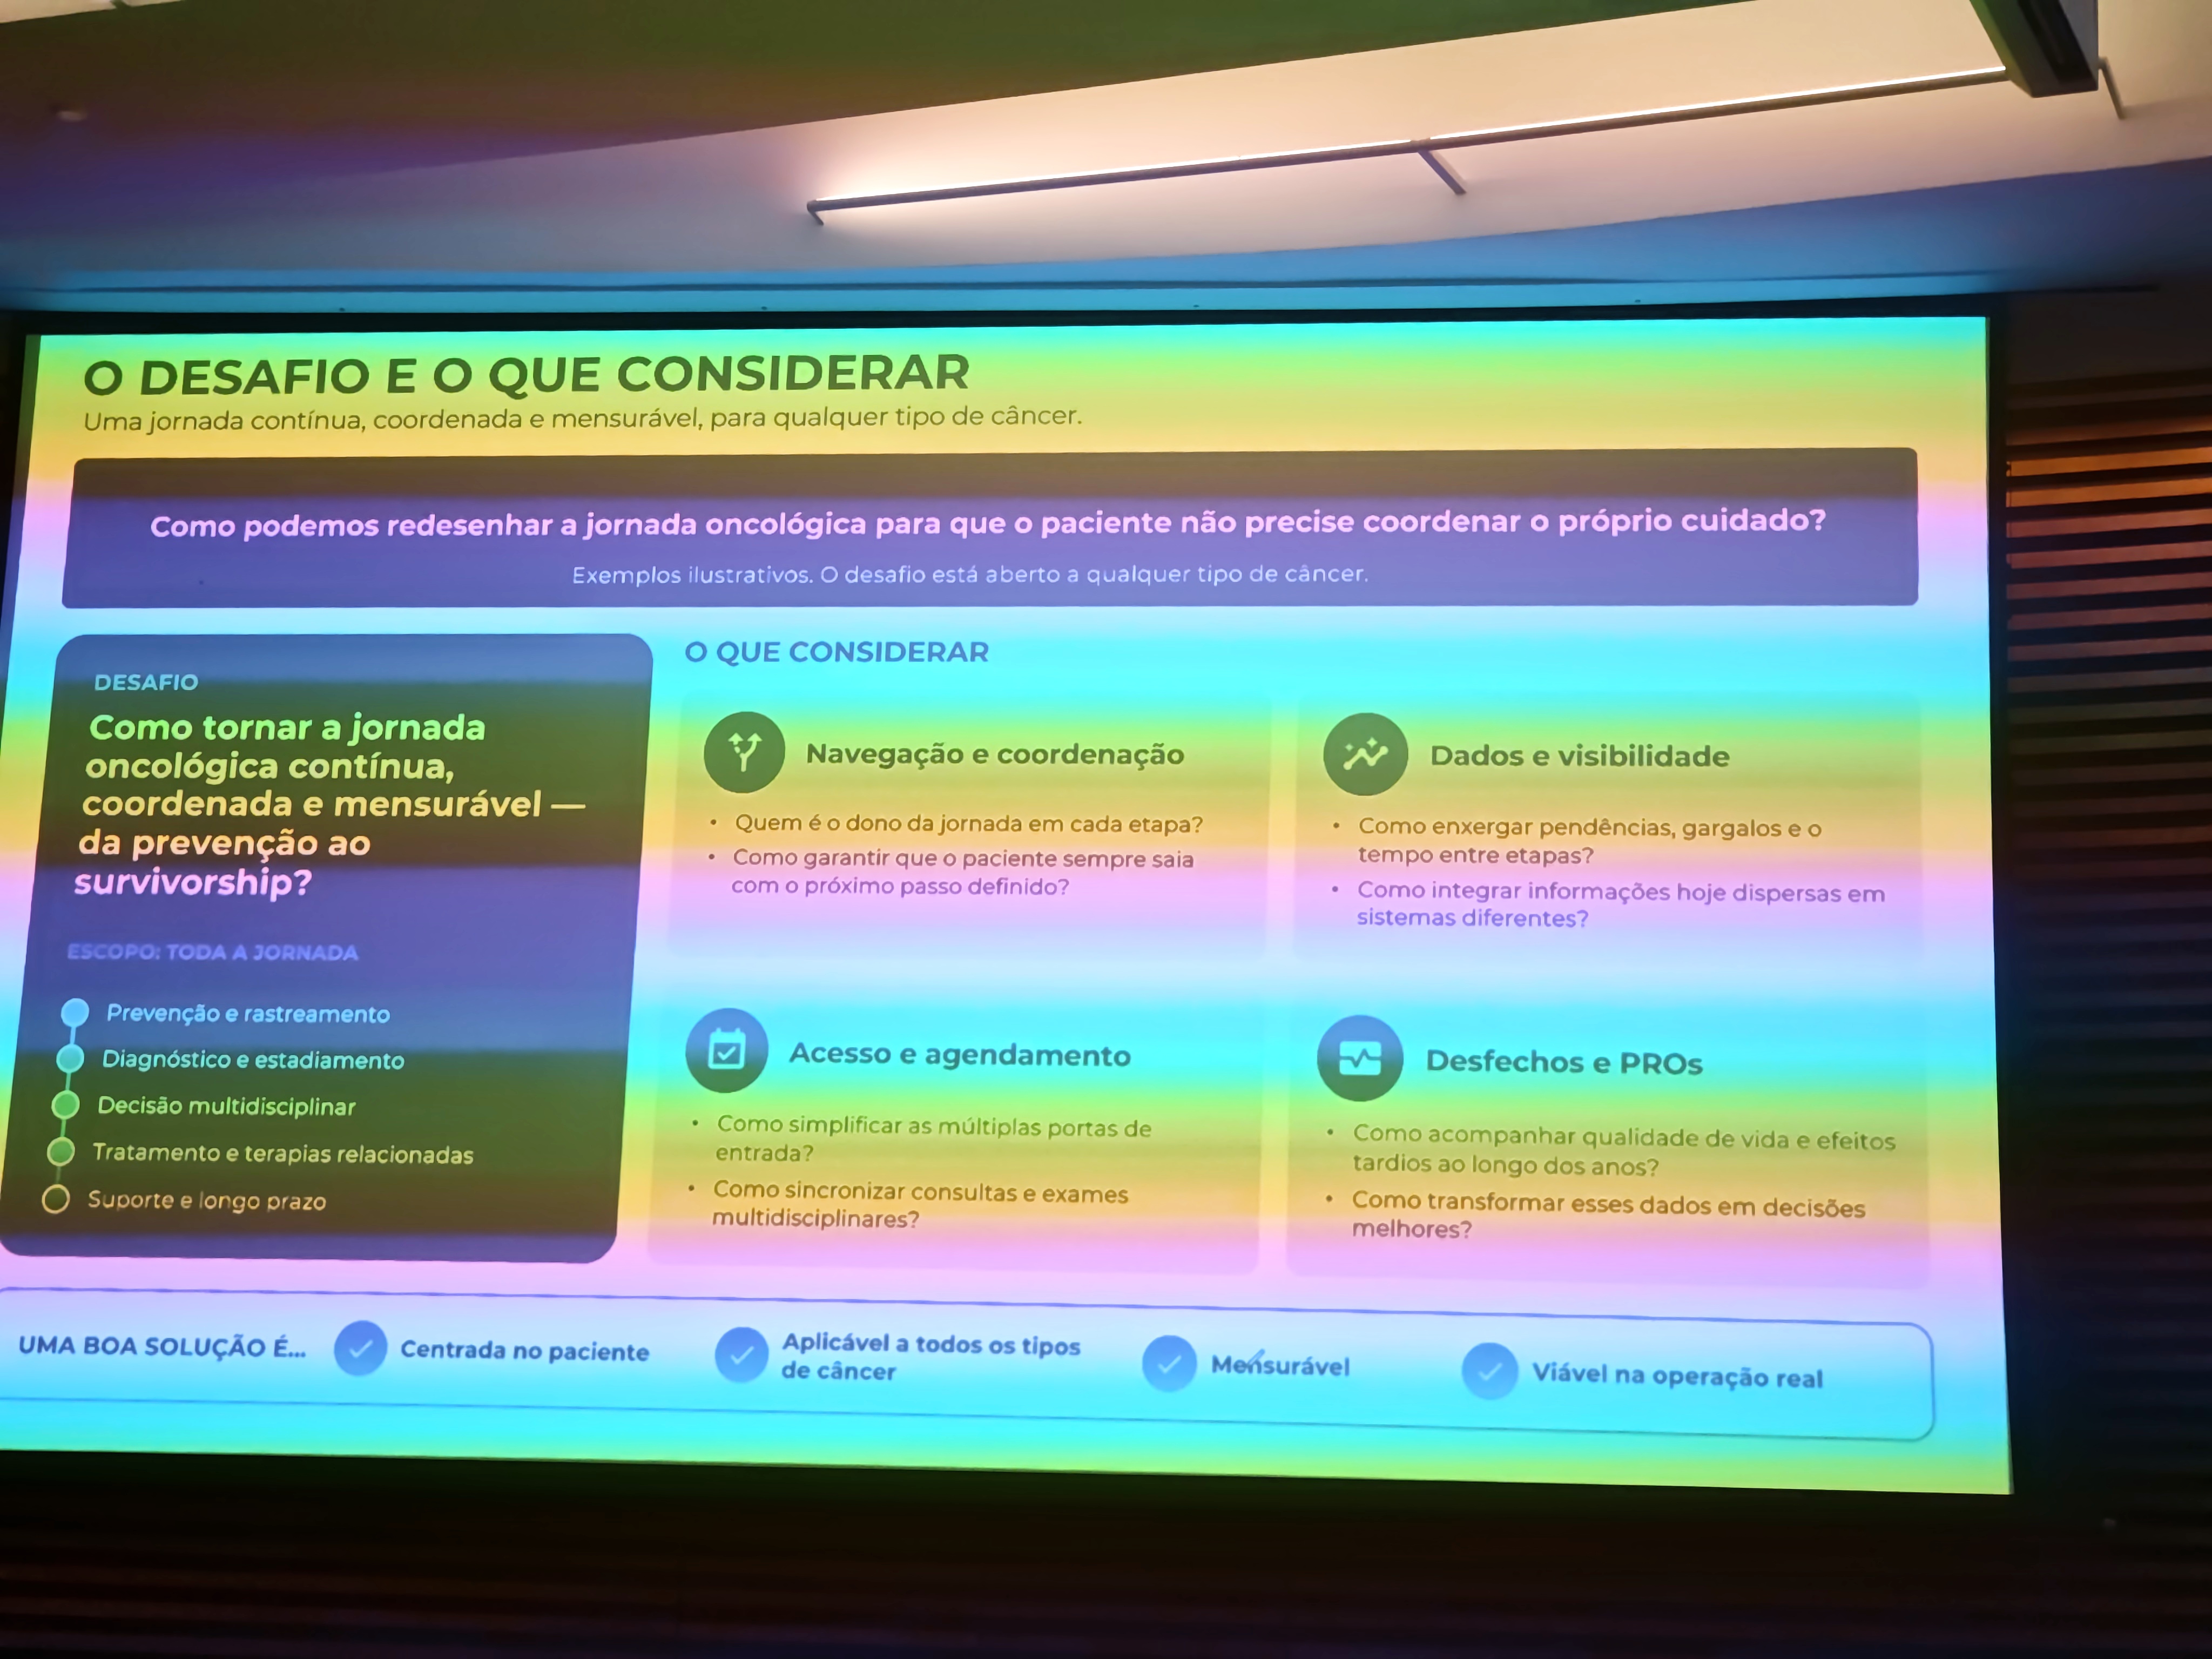 O DESAFIO E O QUE CONSIDERAR
Uma jornada contínua, coordenada e mensurável, para qualquer tipo de câncer.
Como podemos redesenhar a jornada oncológica para que o paciente não precise coordenar o próprio cuidado?
Exemplos ilustrativos. O desafio está aberto a qualquer tipo de câncer.
DESAFIO
Como tornar a jornada
oncológica contínua,
coordenada e mensurável —
da prevenção ao
survivorship?
ESCOPO: TODA A JORNADA
Prevenção e rastreamento
Diagnóstico e estadiamento
Decisão multidisciplinar
Tratamento e terapias relacionadas
Suporte e longo prazo
O QUE CONSIDERAR
Navegação e coordenação
• Quem é o dono da jornada em cada etapa?
• Como garantir que o paciente sempre saia
com o próximo passo definido?
Dados e visibilidade
• Como enxergar pendências, gargalos e o
tempo entre etapas?
• Como integrar informações hoje dispersas em
sistemas diferentes?
Acesso e agendamento
• Como simplificar as múltiplas portas de
entrada?
• Como sincronizar consultas e exames
multidisciplinares?
Desfechos e PROs
• Como acompanhar qualidade de vida e efeitos
tardios ao longo dos anos?
• Como transformar esses dados em decisões
melhores?
UMA BOA SOLUÇÃO É...
Centrada no paciente
Aplicável a todos os tipos
de câncer
Mensurável
Viável na operação real